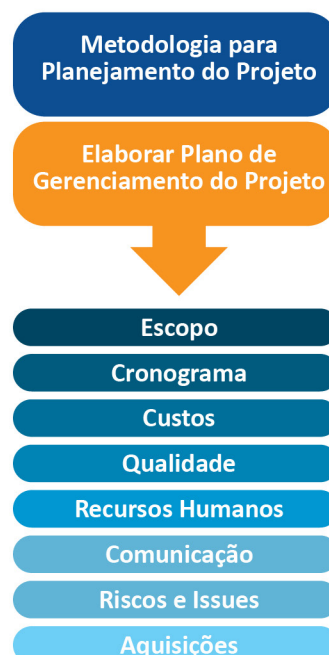 Metodologia para
Planejamento do Projeto
Elaborar Plano de
Gerenciamento do Projeto
Escopo
Cronograma
Custos
Qualidade
Recursos Humanos
Comunicação
Riscos e Issues
Aquisições